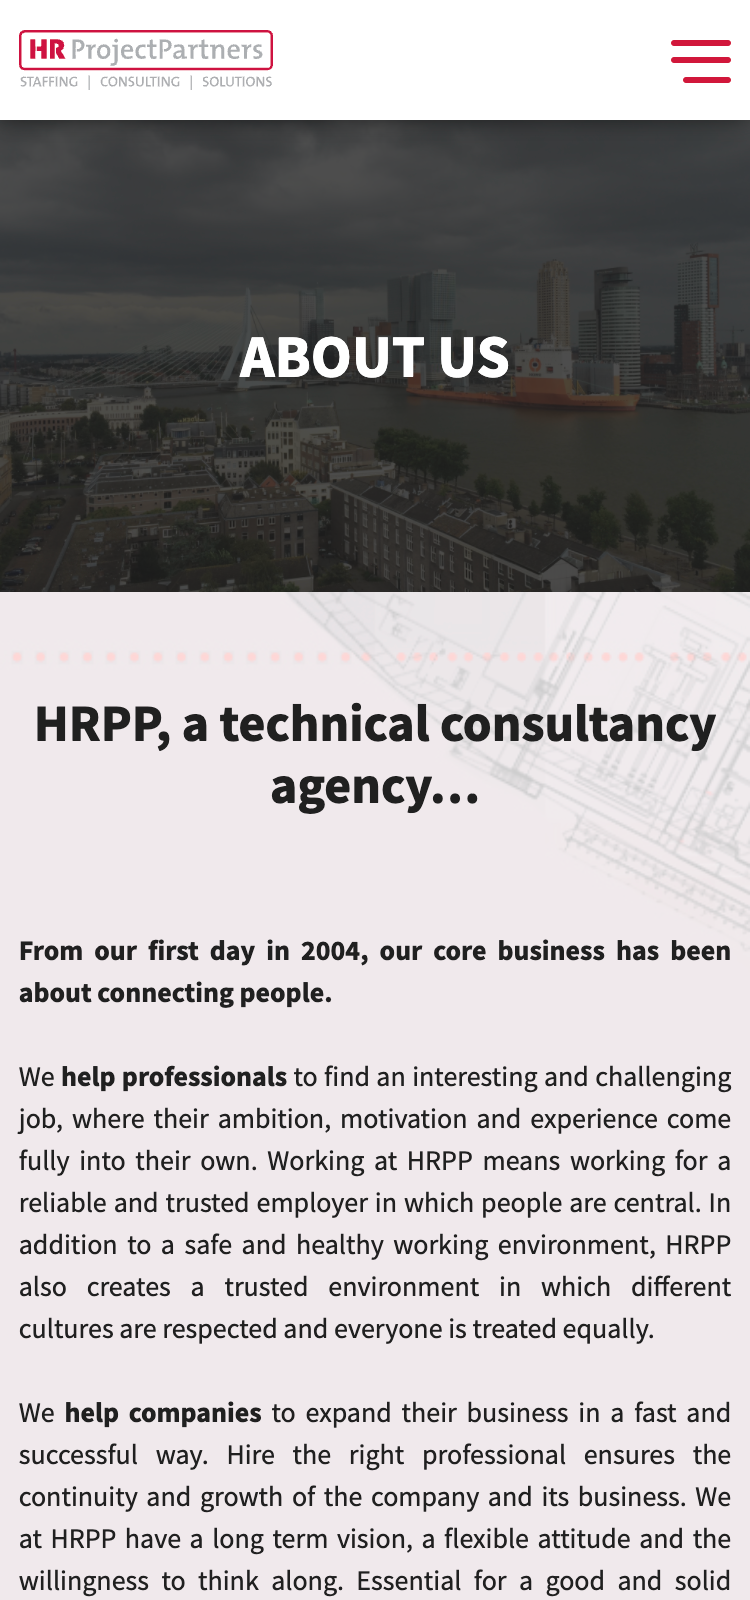 HR ProjectPartners
STAFFING | CONSULTING | SOLUTIONS
ABOUT US
HRPP, a technical consultancy
agency...
From our first day in 2004, our core business has been
about connecting people.
We help professionals to find an interesting and challenging
job, where their ambition, motivation and experience come
fully into their own. Working at HRPP means working for a
reliable and trusted employer in which people are central. In
addition to a safe and healthy working environment, HRPP
also creates a trusted environment in which different
cultures are respected and everyone is treated equally.
We help companies to expand their business in a fast and
successful way. Hire the right professional ensures the
continuity and growth of the company and its business. We
at HRPP have a long term vision, a flexible attitude and the
willingness to think along. Essential for a good and solid